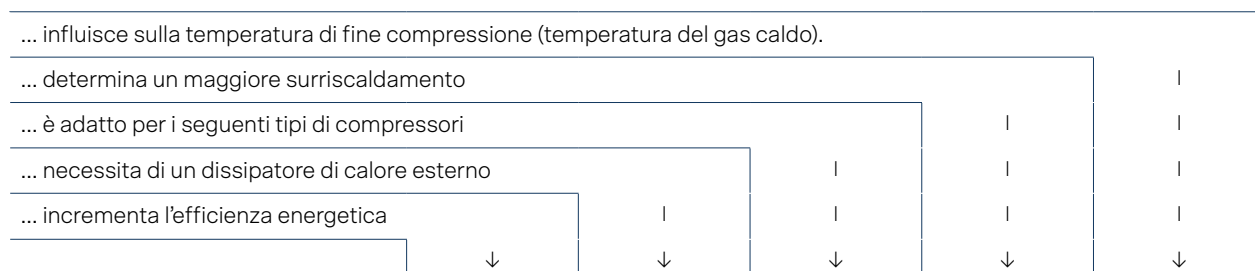 ... influisce sulla temperatura di fine compressione (temperatura del gas caldo).
... determina un maggiore surriscaldamento
... è adatto per i seguenti tipi di compressori
... necessita di un dissipatore di calore esterno
... incrementa l'efficienza energetica
↓ ↓ ↓ ↓ ↓